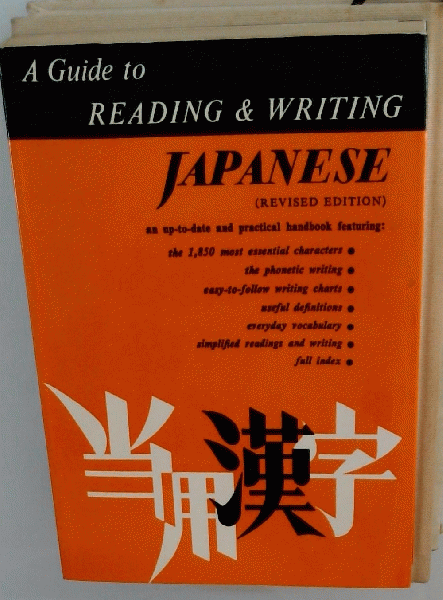 A Guide to
READING & WRITING
JAPANESE
(REVISED EDITION)
an up-to-date and practical handbook featuring:
the 1,850 most essential characters ●
the phonetic writing ●
easy-to-follow writing charts ●
useful definitions ●
everyday vocabulary ●
simplified readings and writing ●
full index ●
当用漢字